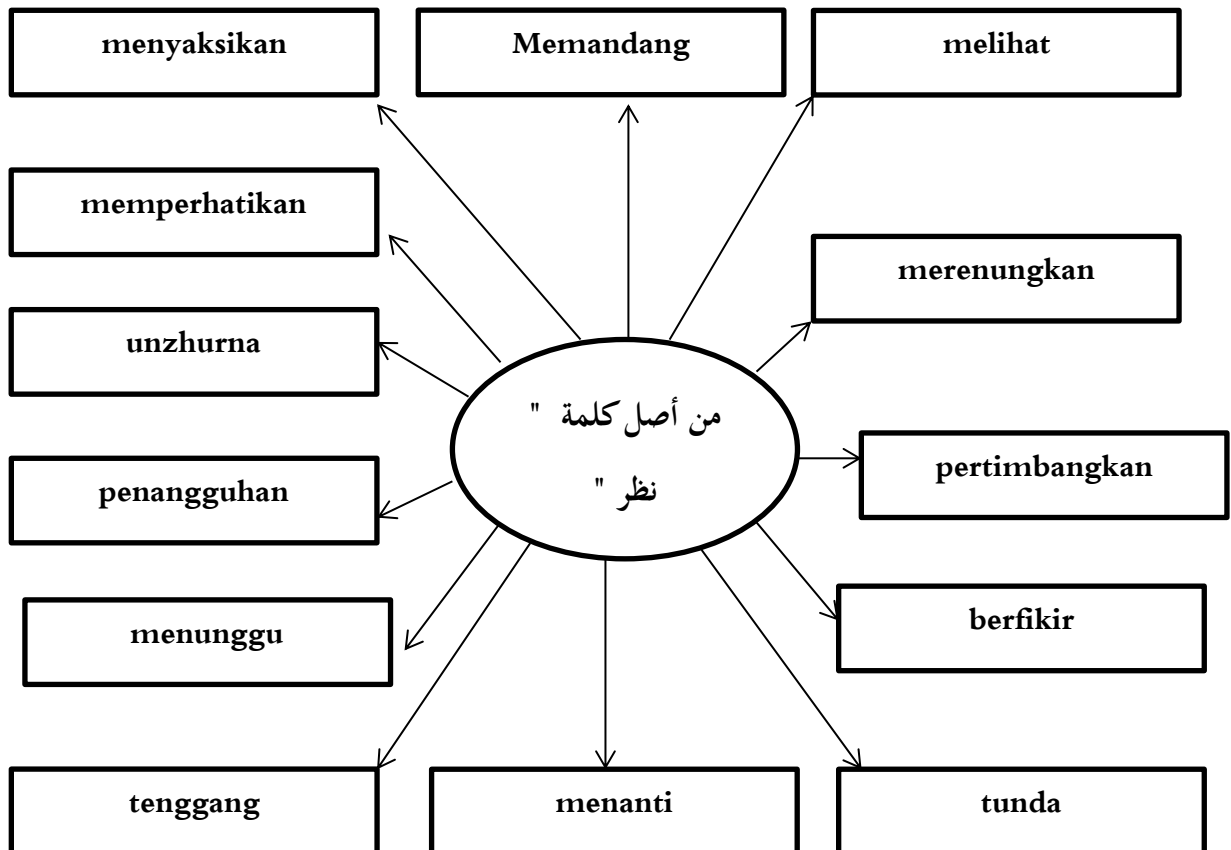 menyaksikan
Memandang
melihat
memperhatikan
merenungkan
unzhurna
من أصل كلمة "
نظر "
pertimbangkan
penangguhan
berfikir
menunggu
tenggang
menanti
tunda